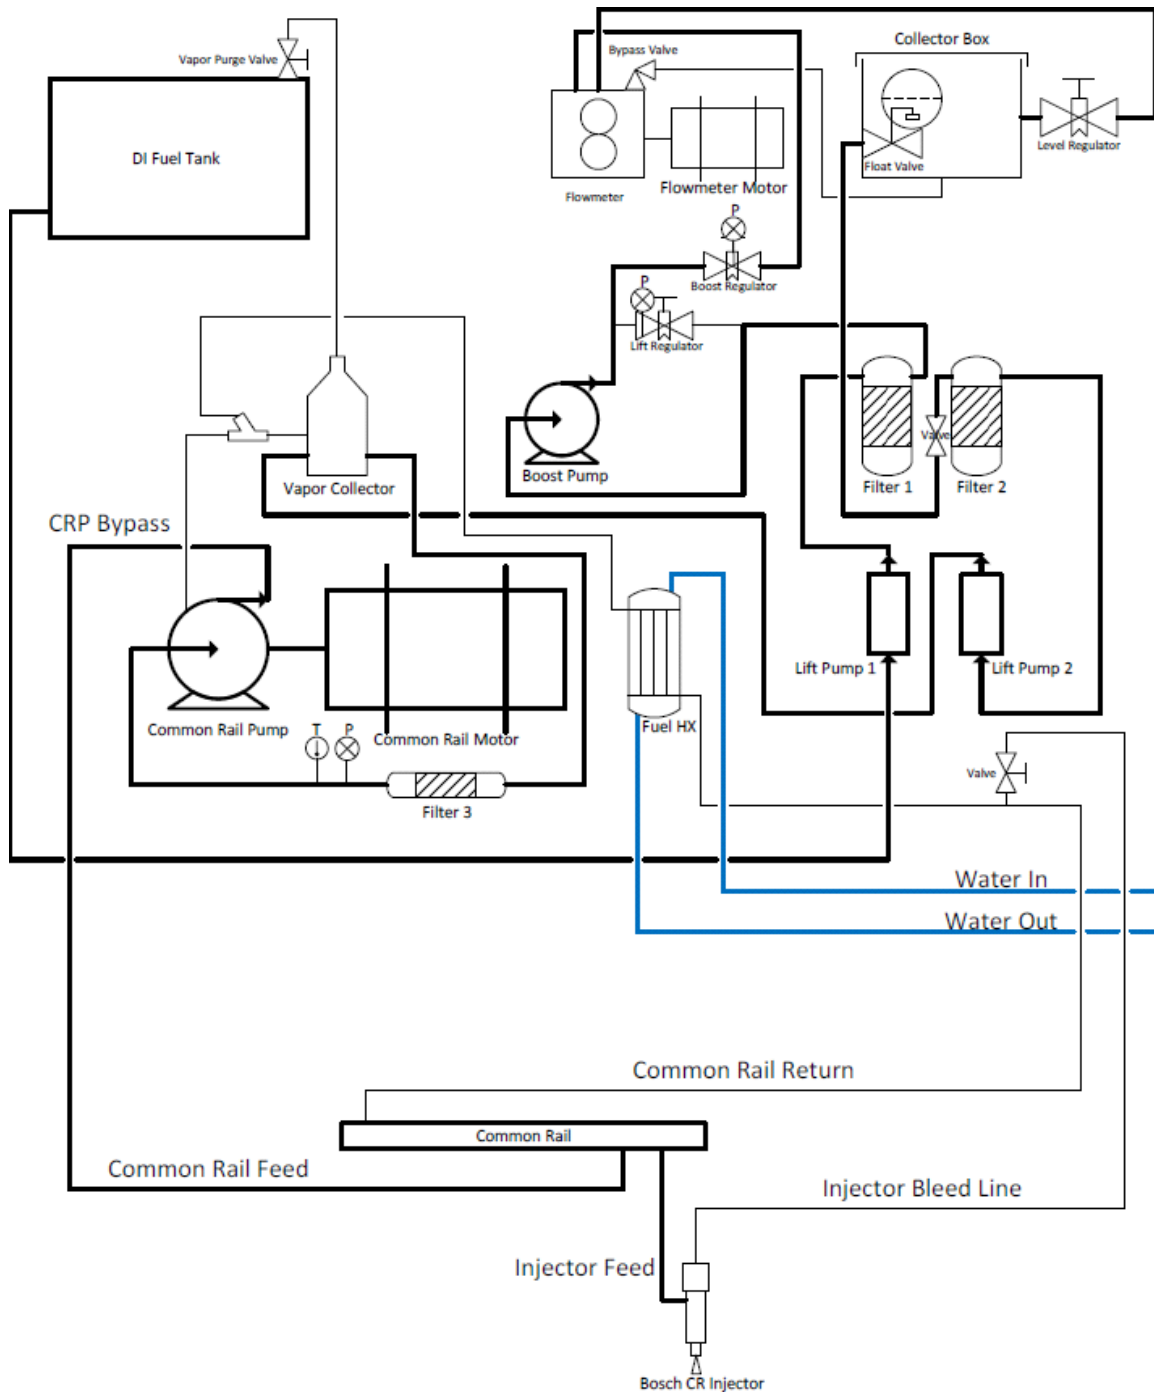 Vapor Purge Valve
DI Fuel Tank
Bypass Valve
Collector Box
Level Regulator
Float Valve
Flowmeter
Flowmeter Motor
P
Boost Regulator
P
Lift Regulator
Valve
Boost Pump
Filter 1
Filter 2
Vapor Collector
CRP Bypass
Lift Pump 1
Lift Pump 2
Common Rail Pump
T
P
Common Rail Motor
Fuel HX
Valve
Filter 3
Water In
Water Out
Common Rail Return
Common Rail
Common Rail Feed
Injector Bleed Line
Injector Feed
Bosch CR Injector